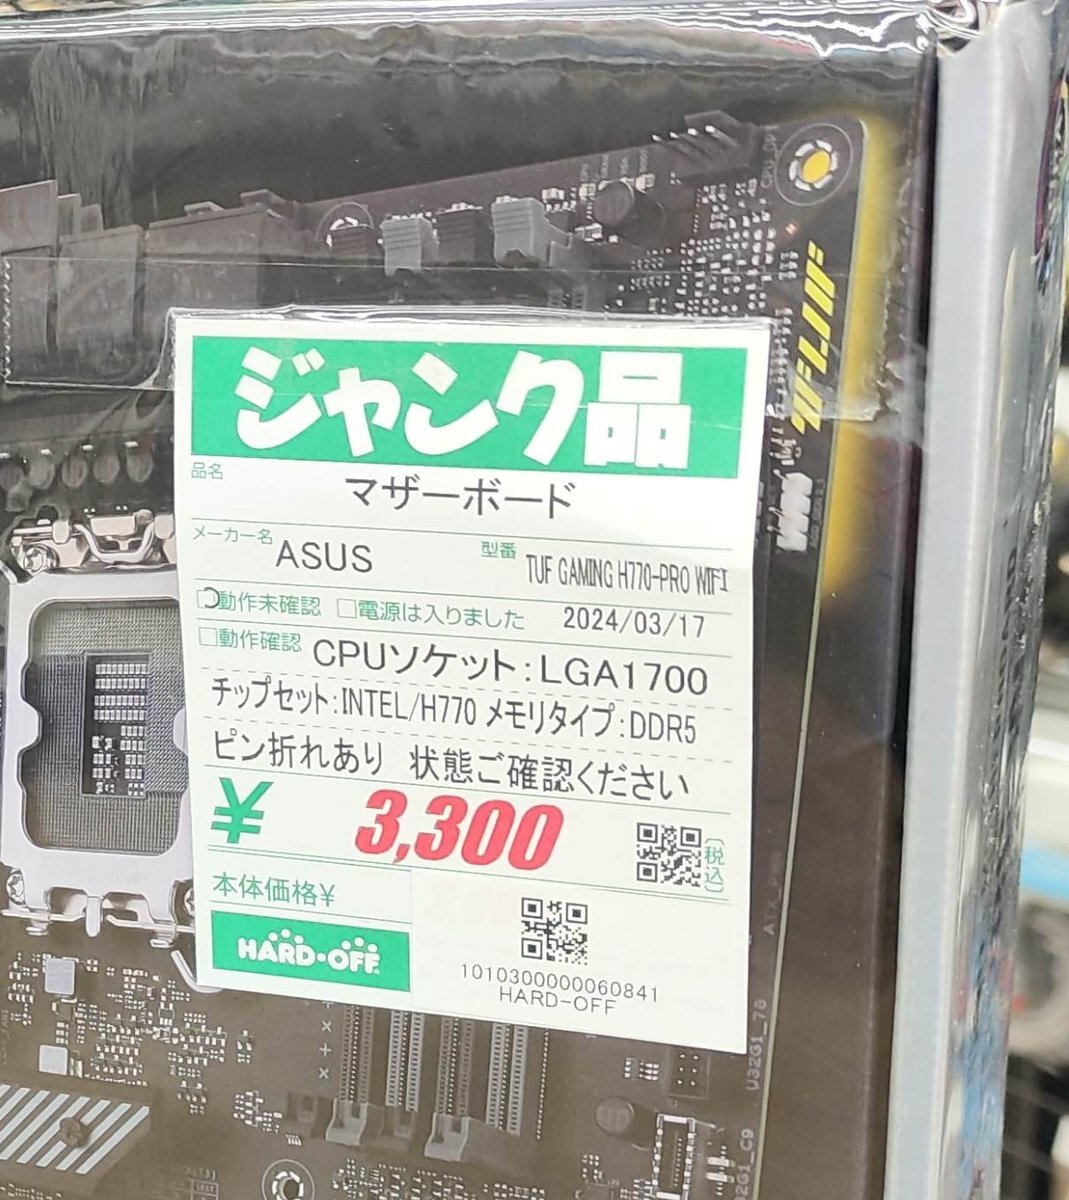 CPU_OPT
ジャンク品
品名
マザーボード
メーカー名 ASUS 型番 TUF GAMING H770-PRO WIFI
動作未確認 □電源は入りました 2024/03/17
□動作確認 CPUソケット:LGA1700
チップセット:INTEL/H770 メモリタイプ:DDR5
ピン折れあり 状態ご確認ください
¥ 3,300 (税込)
本体価格¥
HARD・OFF
1010300000060841
HARD-OFF
ATX_PWR
U32G1_78
U32G1_C9